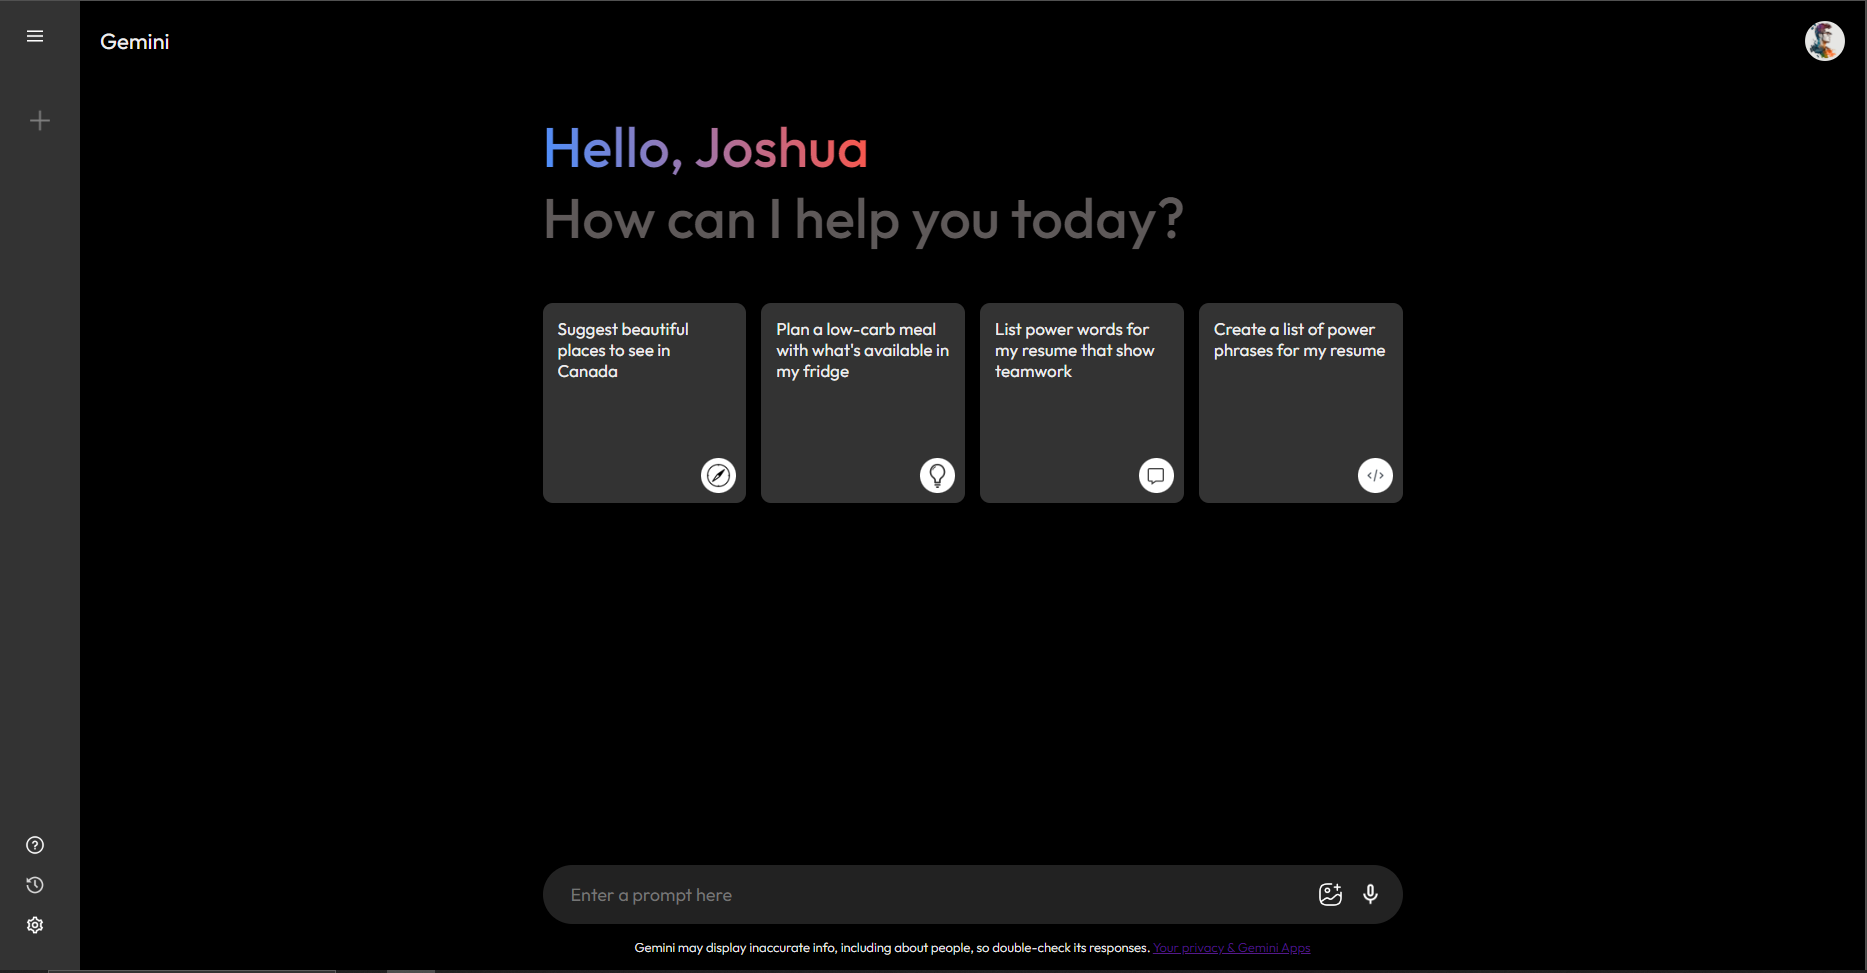 Gemini
Hello, Joshua
How can I help you today?
Suggest beautiful
places to see in
Canada
Plan a low-carb meal
with what's available in
my fridge
List power words for
my resume that show
teamwork
Create a list of power
phrases for my resume
Enter a prompt here
Gemini may display inaccurate info, including about people, so double-check its responses. Your privacy & Gemini Apps